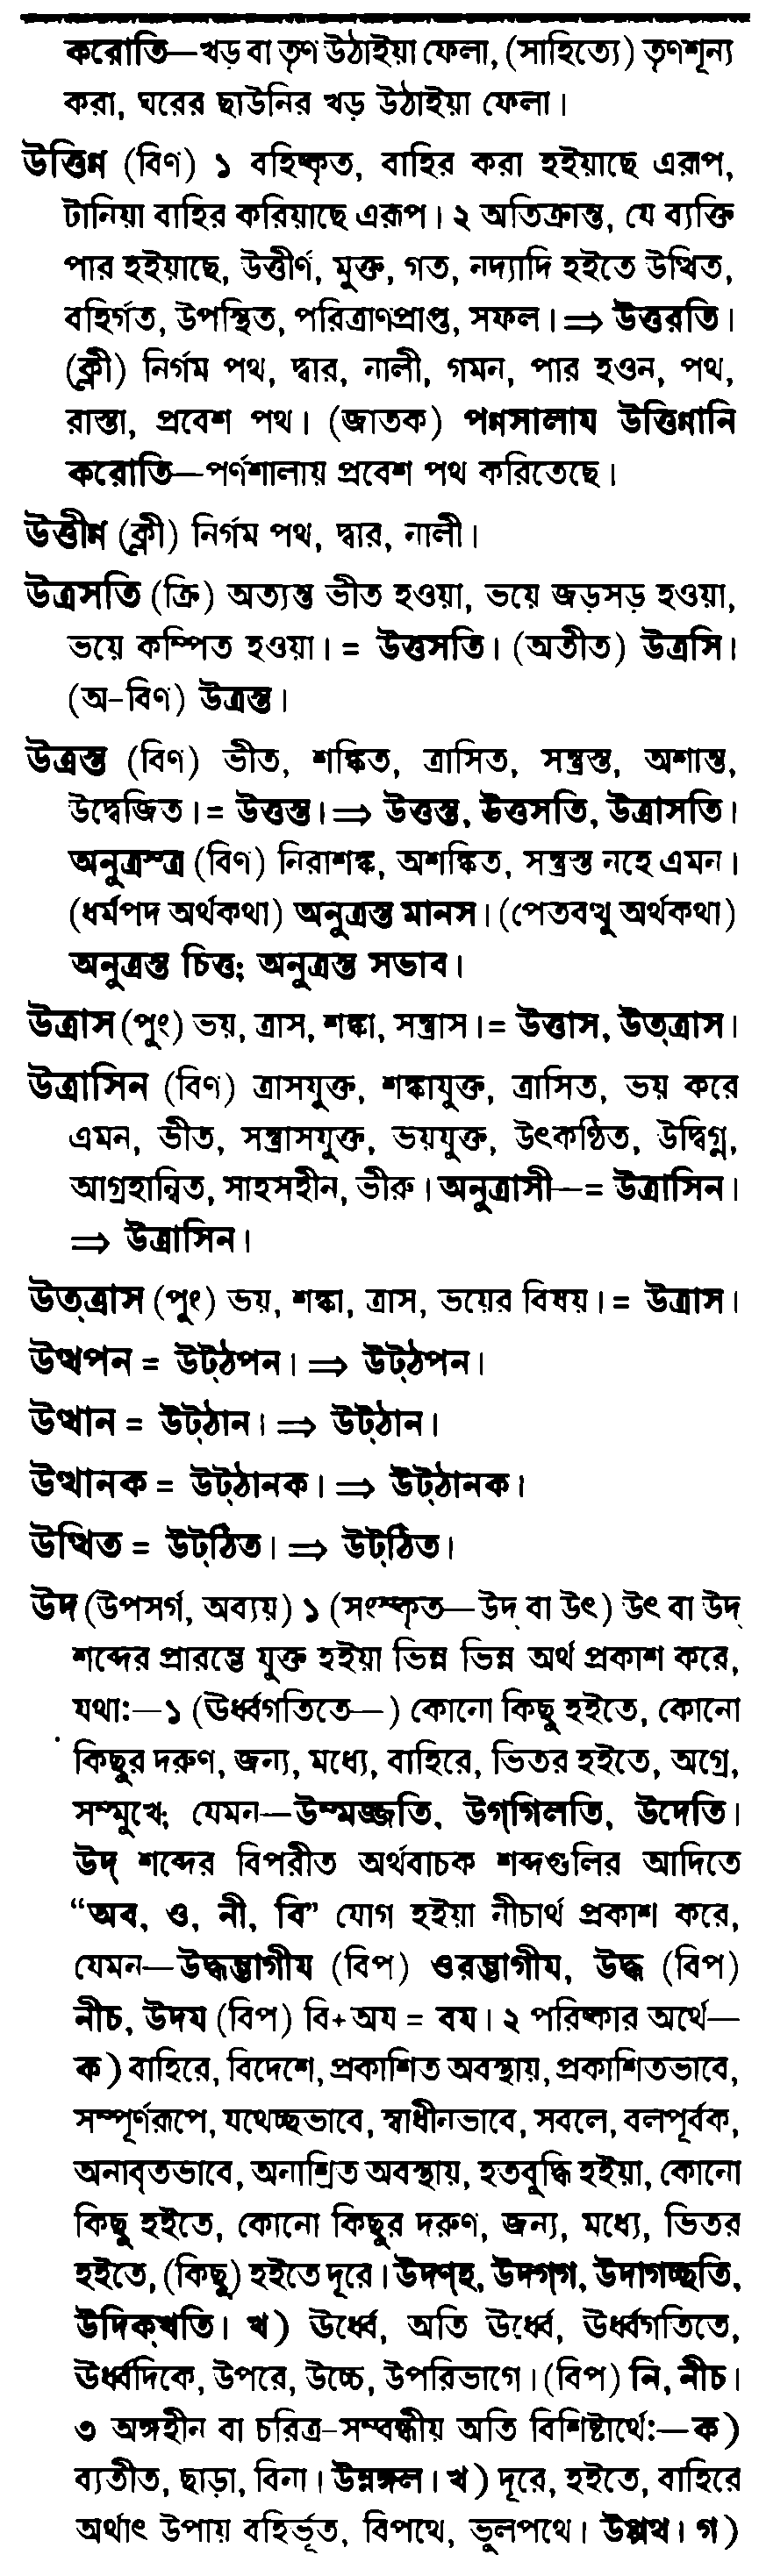 করোতি—খড় বা তৃণ উঠাইয়া ফেলা, (সাহিত্যে) তৃণশূন্য
করা, ঘরের ছাউনির খড় উঠাইয়া ফেলা।
উত্তিন্ন (বিণ) ১ বহিষ্কৃত, বাহির করা হইয়াছে এরূপ,
টানিয়া বাহির করিয়াছে এরূপ। ২ অতিক্রান্ত, যে ব্যক্তি
পার হইয়াছে, উত্তীর্ণ, মুক্ত, গত, নদ্যাদি হইতে উত্থিত,
বহির্গত, উপস্থিত, পরিত্রাণপ্রাপ্ত, সফল। ⇒ উত্তরতি।
(ক্লী) নির্গম পথ, দ্বার, নালী, গমন, পার হওন, পথ,
রাস্তা, প্রবেশ পথ। (জাতক) পন্নসালায উত্তিন্নানি
করোতি—পর্ণশালায় প্রবেশ পথ করিতেছে।
উত্তীন্ন (ক্লী) নির্গম পথ, দ্বার, নালী।
উত্রসতি (ক্রি) অত্যন্ত ভীত হওয়া, ভয়ে জড়সড় হওয়া,
ভয়ে কম্পিত হওয়া। = উত্তসতি। (অতীত) উত্রসি।
(অ-বিণ) উত্রস্ত।
উত্রস্ত (বিণ) ভীত, শঙ্কিত, ত্রাসিত, সন্ত্রস্ত, অশান্ত,
উদ্বেজিত। = উত্তস্ত। ⇒ উত্তস্ত, উত্তসতি, উত্রাসতি।
অনুত্রস্ত্র (বিণ) নিরাশঙ্ক, অশঙ্কিত, সন্ত্রস্ত নহে এমন।
(ধর্মপদ অর্থকথা) অনুত্রস্ত মানস। (পেতবত্থু অর্থকথা)
অনুত্রস্ত চিত্ত; অনুত্রস্ত সভাব।
উত্রাস (পুং) ভয়, ত্রাস, শঙ্কা, সন্ত্রাস। = উত্তাস, উত্‌ত্রাস।
উত্রাসিন (বিণ) ত্রাসযুক্ত, শঙ্কাযুক্ত, ত্রাসিত, ভয় করে
এমন, ভীত, সন্ত্রাসযুক্ত, ভয়যুক্ত, উৎকণ্ঠিত, উদ্বিগ্ন,
আগ্রহান্বিত, সাহসহীন, ভীরু। অনুত্রাসী—= উত্রাসিন।
⇒ উত্রাসিন।
উত্‌ত্রাস (পুং) ভয়, শঙ্কা, ত্রাস, ভয়ের বিষয়। = উত্রাস।
উত্থপন = উট্‌ঠপন। ⇒ উট্‌ঠপন।
উত্থান = উট্‌ঠান। ⇒ উট্‌ঠান।
উত্থানক = উট্‌ঠানক। ⇒ উট্‌ঠানক।
উত্থিত = উট্‌ঠিত। ⇒ উট্‌ঠিত।
উদ (উপসর্গ, অব্যয়) ১ (সংস্কৃত—উদ্ বা উৎ) উৎ বা উদ্
শব্দের প্রারম্ভে যুক্ত হইয়া ভিন্ন ভিন্ন অর্থ প্রকাশ করে,
যথা:—১ (ঊর্ধ্বগতিতে—) কোনো কিছু হইতে, কোনো
কিছুর দরুণ, জন্য, মধ্যে, বাহিরে, ভিতর হইতে, অগ্রে,
সম্মুখে; যেমন—উম্মজ্জতি, উগ্‌গিলতি, উদেতি।
উদ্ শব্দের বিপরীত অর্থবাচক শব্দগুলির আদিতে
“অব, ও, নী, বি” যোগ হইয়া নীচার্থ প্রকাশ করে,
যেমন—উদ্ধম্ভাগীয (বিপ) ওরম্ভাগীয, উদ্ধ (বিপ)
নীচ, উদয (বিপ) বি+অয = বয। ২ পরিষ্কার অর্থে—
ক) বাহিরে, বিদেশে, প্রকাশিত অবস্থায়, প্রকাশিতভাবে,
সম্পূর্ণরূপে, যথেচ্ছভাবে, স্বাধীনভাবে, সবলে, বলপূর্বক,
অনাবৃতভাবে, অনাশ্রিত অবস্থায়, হতবুদ্ধি হইয়া, কোনো
কিছু হইতে, কোনো কিছুর দরুণ, জন্য, মধ্যে, ভিতর
হইতে, (কিছু) হইতে দূরে। উদণ্‌হ, উদগ্‌গ, উদাগচ্ছতি,
উদিক্‌খতি। খ) ঊর্ধ্বে, অতি ঊর্ধ্বে, ঊর্ধ্বগতিতে,
ঊর্ধ্বদিকে, উপরে, উচ্চে, উপরিভাগে। (বিপ) নি, নীচ।
৩ অঙ্গহীন বা চরিত্র-সম্বন্ধীয় অতি বিশিষ্টার্থে:—ক)
ব্যতীত, ছাড়া, বিনা। উন্নঙ্গল। খ) দূরে, হইতে, বাহিরে
অর্থাৎ উপায় বহির্ভূত, বিপথে, ভুলপথে। উপ্পথ। গ)